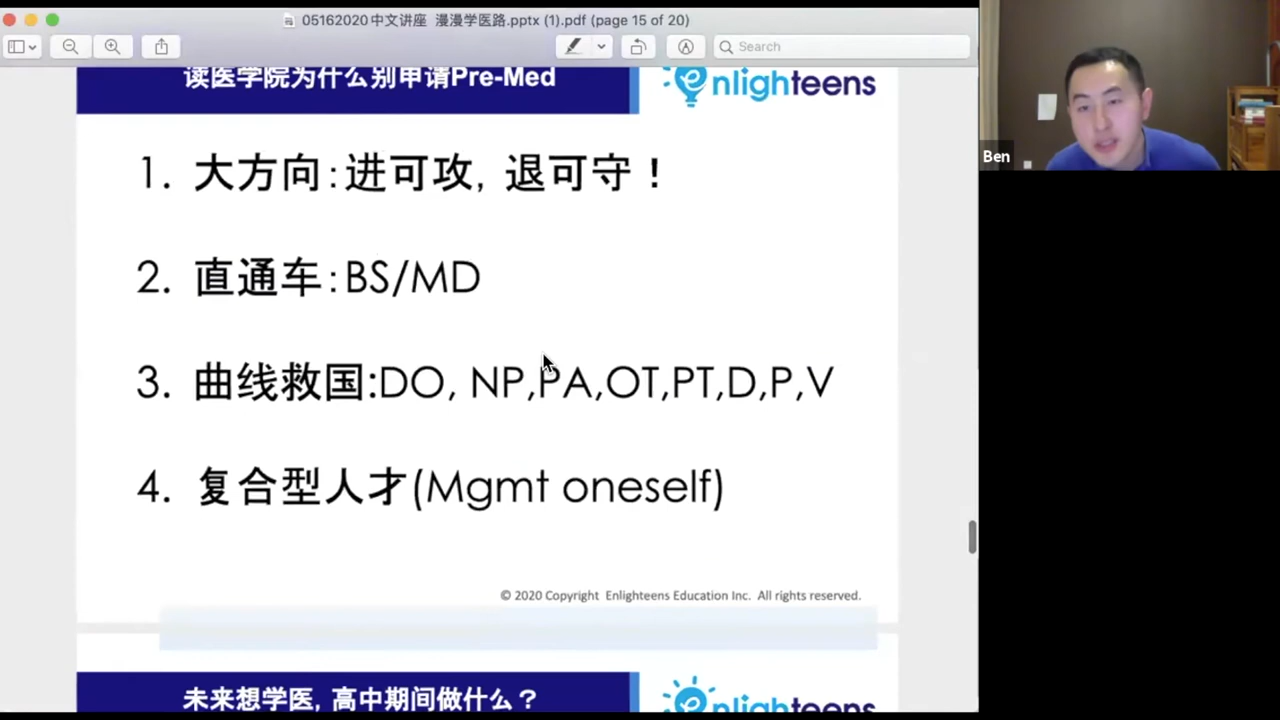 05162020中文讲座 漫漫学医路.pptx (1).pdf (page 15 of 20)
Search
读医学院为什么别申请Pre-Med
enlighteens
1. 大方向:进可攻, 退可守!
2. 直通车:BS/MD
3. 曲线救国:DO, NP,PA,OT,PT,D,P,V
4. 复合型人才(Mgmt oneself)
© 2020 Copyright Enlighteens Education Inc. All rights reserved.
未来想学医, 高中期间做什么?
enlighteens
Ben